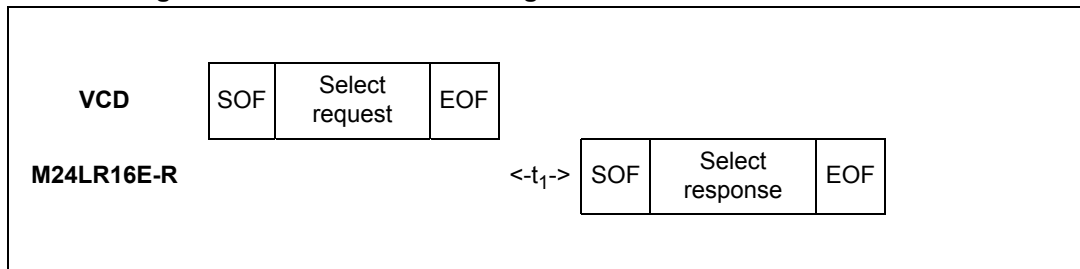 VCD SOF Select request EOF
M24LR16E-R <-t1-> SOF Select response EOF